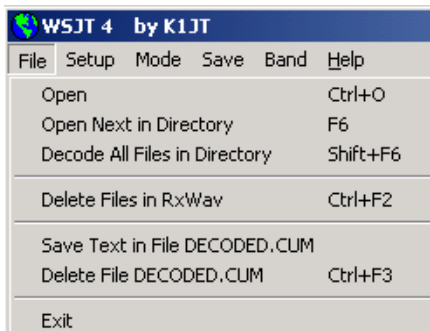 WSJT 4 by K1JT
File Setup Mode Save Band Help
Open Ctrl+O
Open Next in Directory F6
Decode All Files in Directory Shift+F6
Delete Files in RxWav Ctrl+F2
Save Text in File DECODED.CUM
Delete File DECODED.CUM Ctrl+F3
Exit